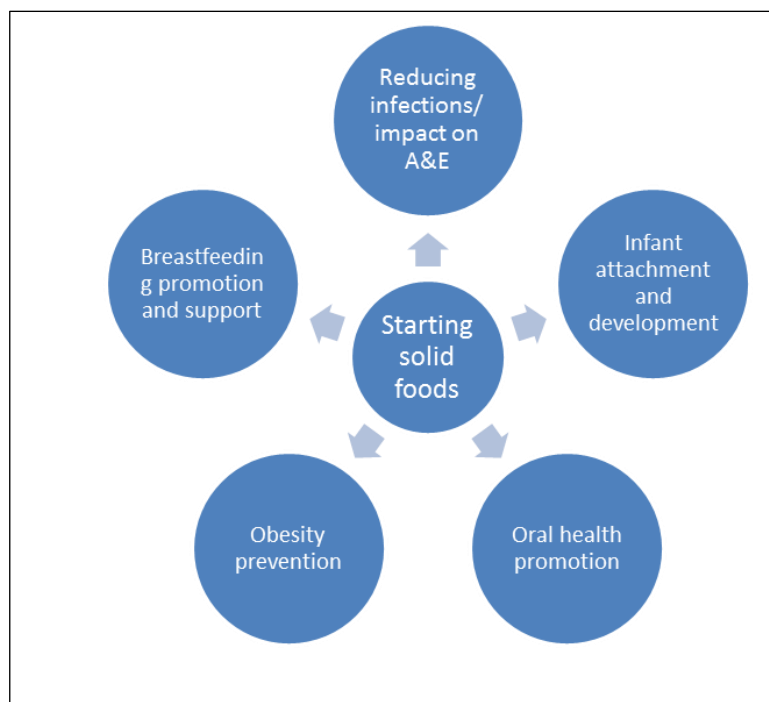 Reducing
infections/
impact on
A&E
Breastfeedin
g promotion
and support
Infant
attachment
and
development
Starting
solid
foods
Obesity
prevention
Oral health
promotion